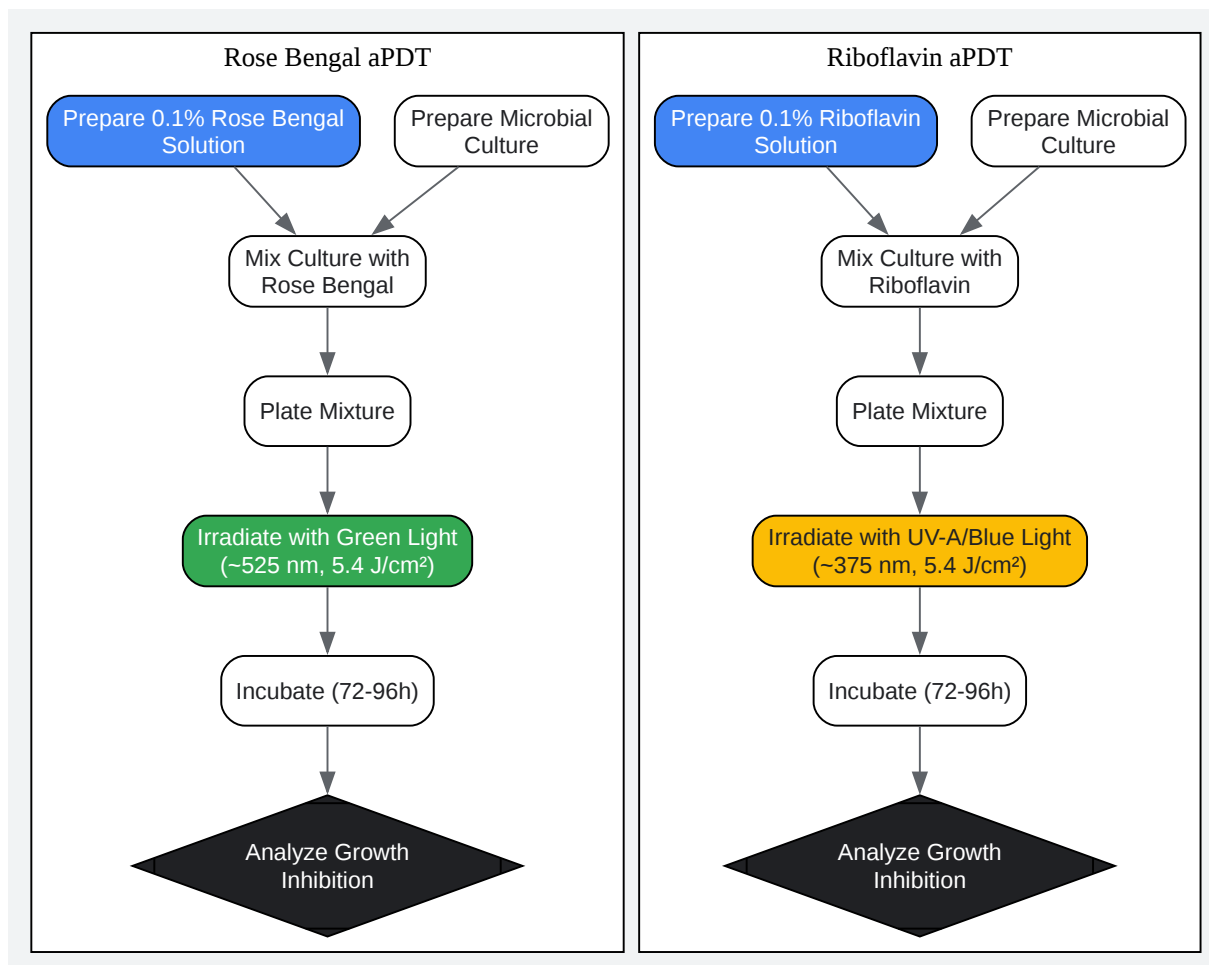 Rose Bengal aPDT
Prepare 0.1% Rose Bengal
Solution
Prepare Microbial
Culture
Mix Culture with
Rose Bengal
Plate Mixture
Irradiate with Green Light
(~525 nm, 5.4 J/cm²)
Incubate (72-96h)
Analyze Growth
Inhibition
Riboflavin aPDT
Prepare 0.1% Riboflavin
Solution
Prepare Microbial
Culture
Mix Culture with
Riboflavin
Plate Mixture
Irradiate with UV-A/Blue Light
(~375 nm, 5.4 J/cm²)
Incubate (72-96h)
Analyze Growth
Inhibition